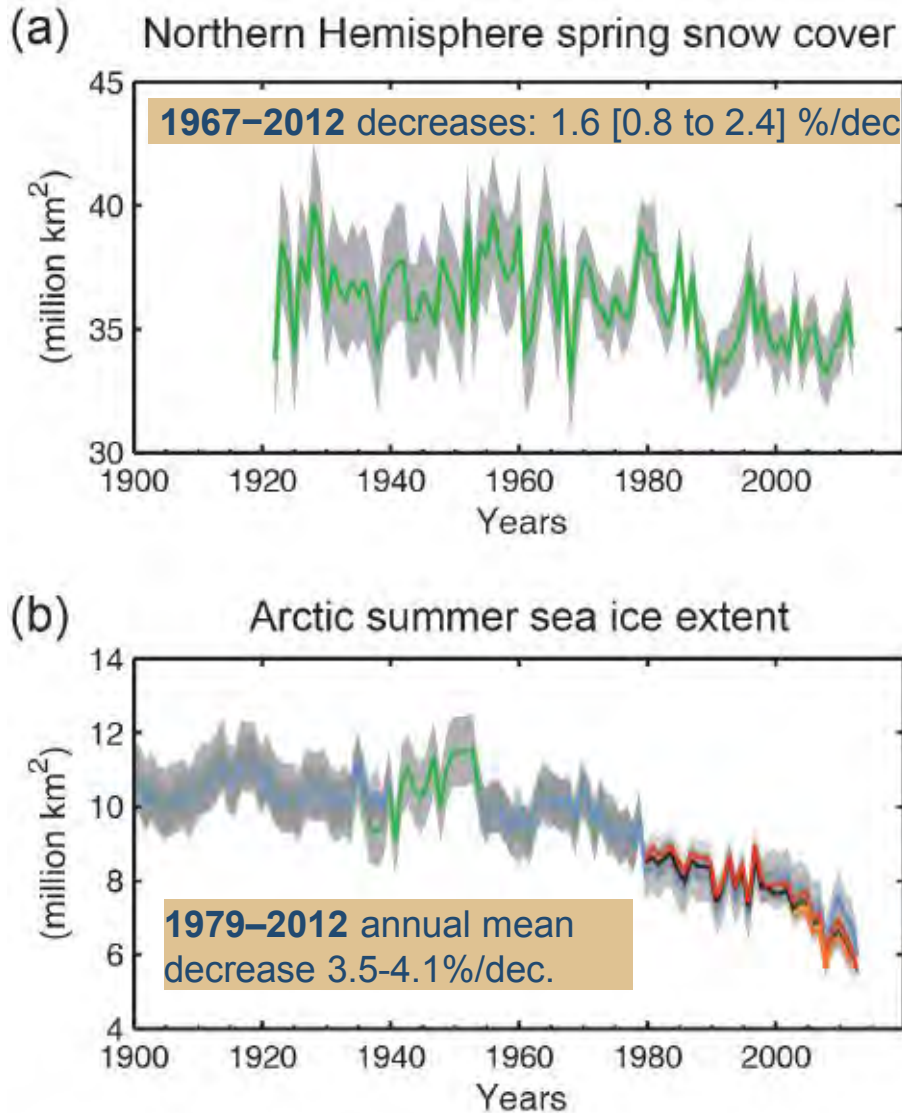 (a) Northern Hemisphere spring snow cover
1967−2012 decreases: 1.6 [0.8 to 2.4] %/dec
(million km²)
45
40
35
30
1900 1920 1940 1960 1980 2000
Years
(b) Arctic summer sea ice extent
(million km²)
14
12
10
8
6
4
1979–2012 annual mean
decrease 3.5-4.1%/dec.
1900 1920 1940 1960 1980 2000
Years